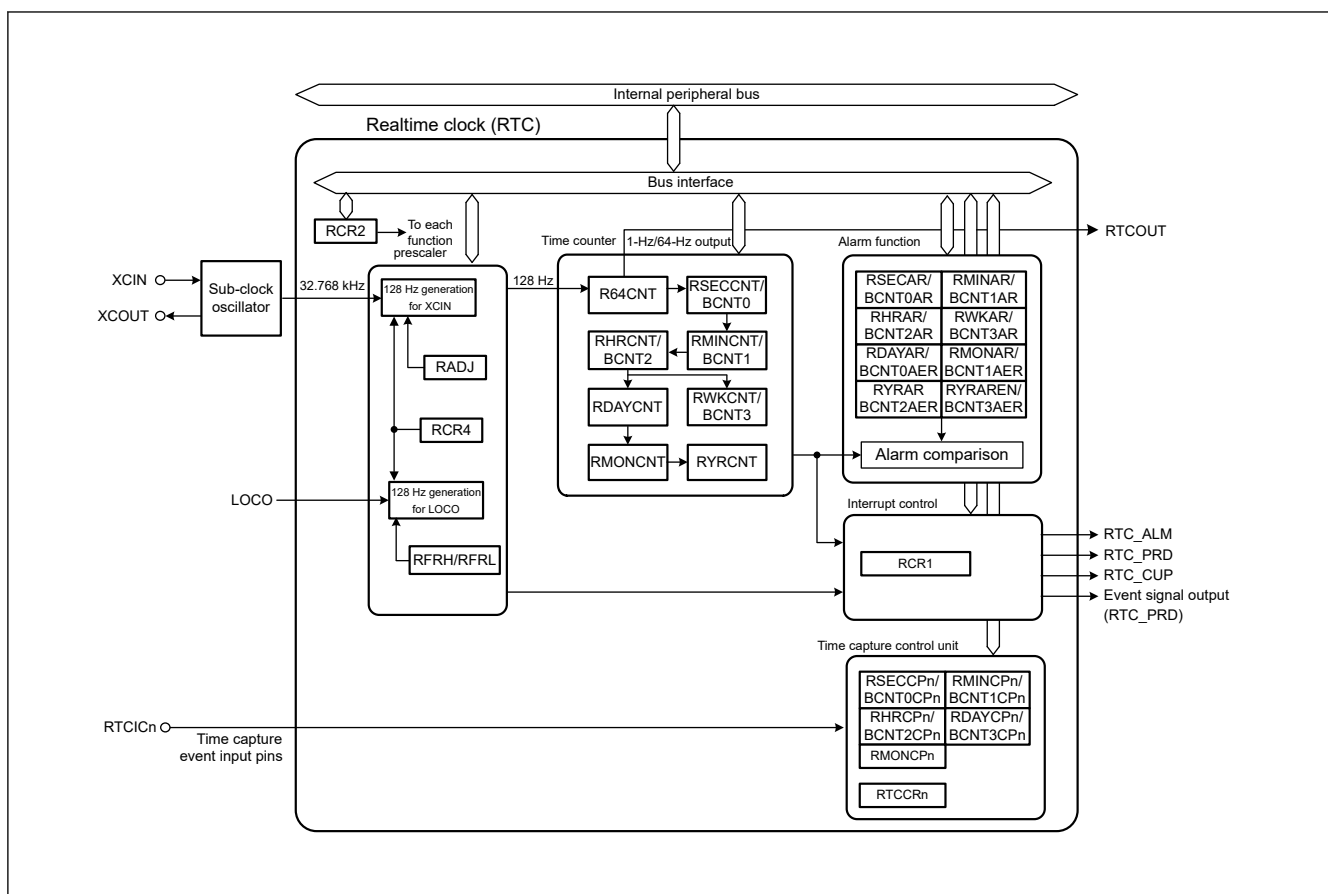 Internal peripheral bus
Realtime clock (RTC)
Bus interface
RCR2
To each
function
prescaler
Time counter
1-Hz/64-Hz output
Alarm function
RTCOUT
XCIN
XCOUT
Sub-clock
oscillator
32.768 kHz
128 Hz generation
for XCIN
128 Hz
RADJ
RCR4
LOCO
128 Hz generation
for LOCO
RFRH/RFRL
R64CNT
RSECCNT/
BCNT0
RHRCNT/
BCNT2
RMINCNT/
BCNT1
RDAYCNT
RWKCNT/
BCNT3
RMONCNT
RYRCNT
RSECAR/
BCNT0AR
RMINAR/
BCNT1AR
RHRAR/
BCNT2AR
RWKAR/
BCNT3AR
RDAYAR/
BCNT0AER
RMONAR/
BCNT1AER
RYRAR
BCNT2AER
RYRAREN/
BCNT3AER
Alarm comparison
Interrupt control
RCR1
RTC_ALM
RTC_PRD
RTC_CUP
Event signal output
(RTC_PRD)
Time capture control unit
RSECCPn/
BCNT0CPn
RMINCPn/
BCNT1CPn
RHRCPn/
BCNT2CPn
RDAYCPn/
BCNT3CPn
RMONCPn
RTCCRn
RTCICn
Time capture
event input pins